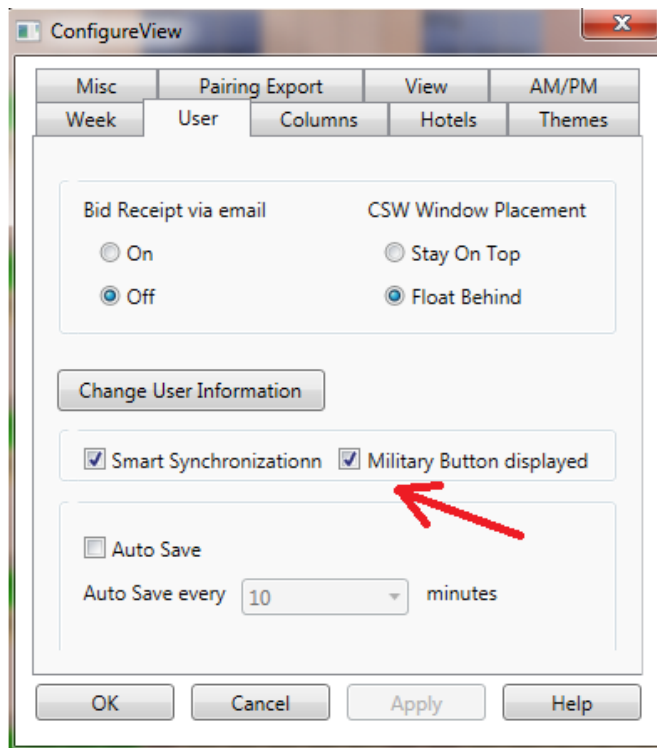 ConfigureView
Misc Pairing Export View AM/PM
Week User Columns Hotels Themes
Bid Receipt via email CSW Window Placement
On Stay On Top
Off Float Behind
Change User Information
Smart Synchronizationn Military Button displayed
Auto Save
Auto Save every 10 minutes
OK Cancel Apply Help